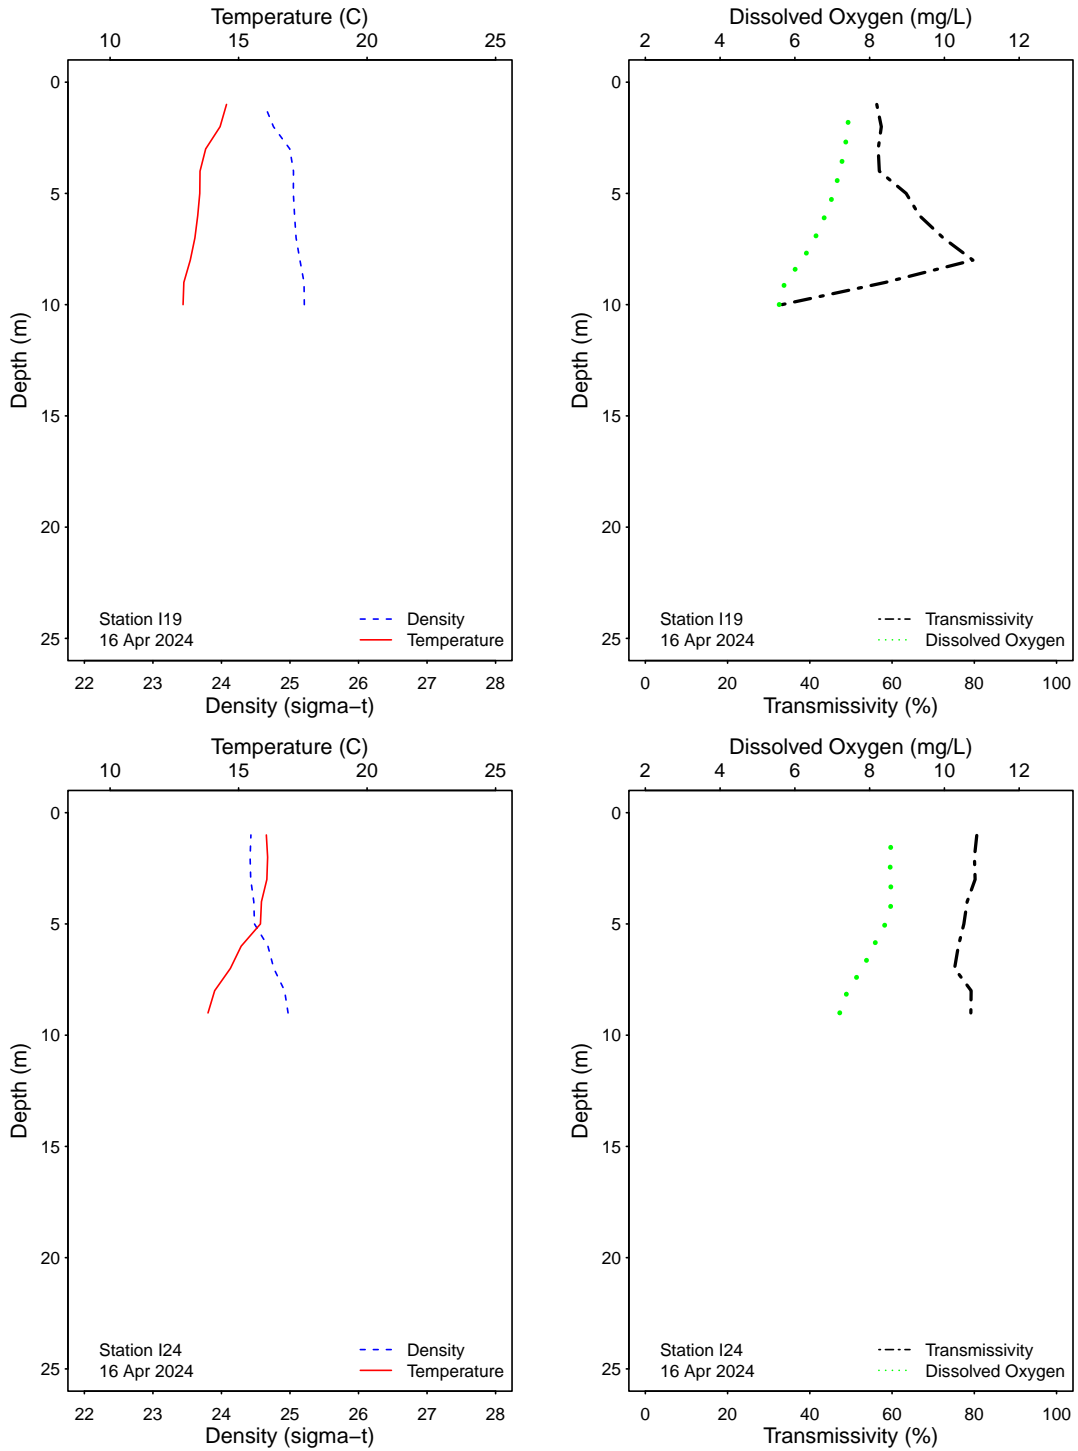 Temperature (C)
10 15 20 25
0
5
10
15
20
25
Depth (m)
Station I19
16 Apr 2024
Density
Temperature
22 23 24 25 26 27 28
Density (sigma−t)
Dissolved Oxygen (mg/L)
2 4 6 8 10 12
0
5
10
15
20
25
Depth (m)
Station I19
16 Apr 2024
Transmissivity
Dissolved Oxygen
0 20 40 60 80 100
Transmissivity (%)
Temperature (C)
10 15 20 25
0
5
10
15
20
25
Depth (m)
Station I24
16 Apr 2024
Density
Temperature
22 23 24 25 26 27 28
Density (sigma−t)
Dissolved Oxygen (mg/L)
2 4 6 8 10 12
0
5
10
15
20
25
Depth (m)
Station I24
16 Apr 2024
Transmissivity
Dissolved Oxygen
0 20 40 60 80 100
Transmissivity (%)